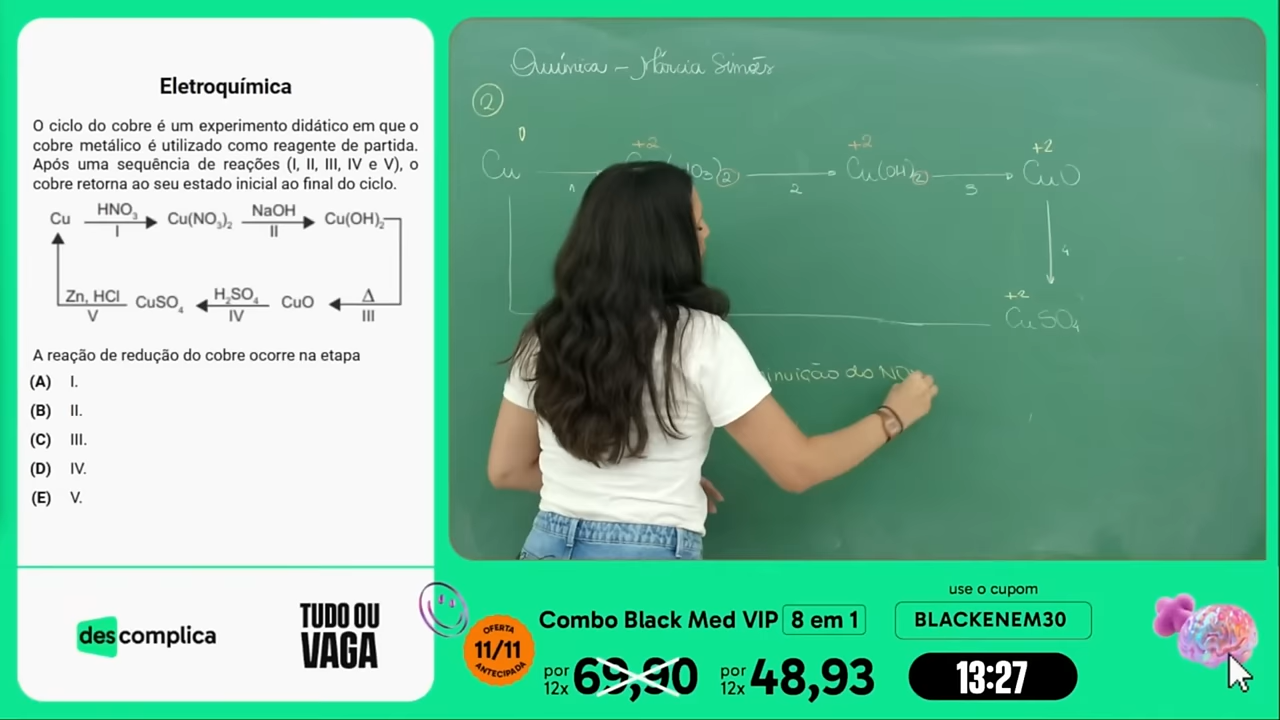 Eletroquímica
O ciclo do cobre é um experimento didático em que o
cobre metálico é utilizado como reagente de partida.
Após uma sequência de reações (I, II, III, IV e V), o
cobre retorna ao seu estado inicial ao final do ciclo.
Cu HNO₃ I Cu(NO₃)₂ NaOH II Cu(OH)₂
Zn, HCl V CuSO₄ H₂SO₄ IV CuO Δ III
A reação de redução do cobre ocorre na etapa
(A) I.
(B) II.
(C) III.
(D) IV.
(E) V.
Química - Márcia Simões
2
0 +2 +2 +2
Cu 1 O₃)₂ 2 Cu(OH)₂ 3 CuO
4
+2
CuSO₄
do
descomplica
TUDO OU
VAGA
OFERTA
11/11
ANTECIPADA
Combo Black Med VIP 8 em 1
por
12x 69,90
por
12x 48,93
use o cupom
BLACKENEM30
13:27